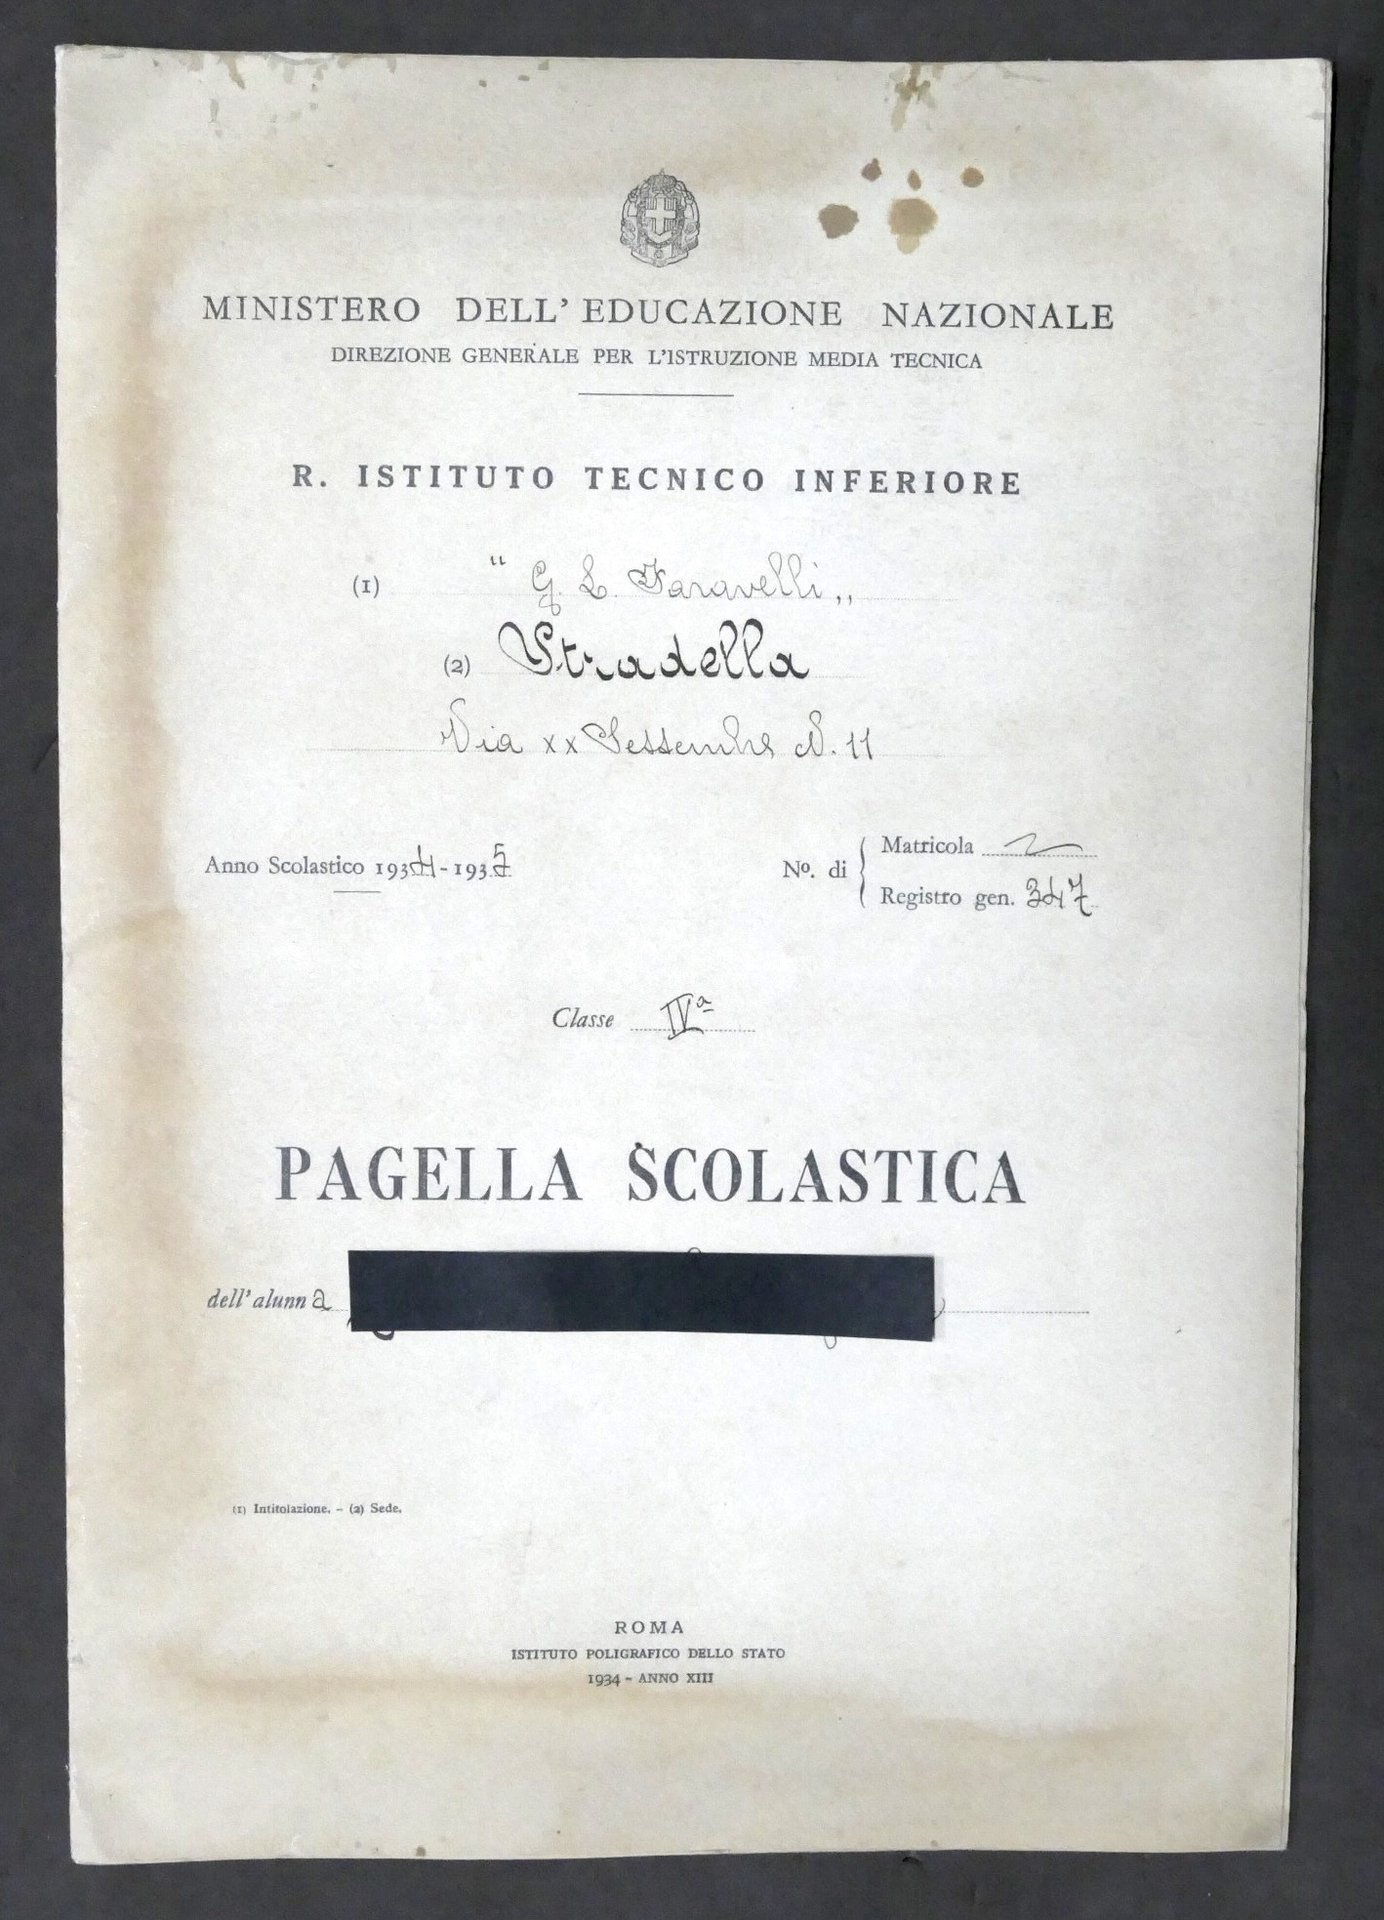 MINISTERO DELL'EDUCAZIONE NAZIONALE
DIREZIONE GENERALE PER L'ISTRUZIONE MEDIA TECNICA
R. ISTITUTO TECNICO INFERIORE
(1) “ G. L. Faravelli „
(2) Stradella
Via XX Settembre N. 11
Anno Scolastico 1934-1935
No. di { Matricola
Registro gen. 347
Classe IVª
PAGELLA SCOLASTICA
dell'alunna
(1) Intitolazione. - (2) Sede.
ROMA
ISTITUTO POLIGRAFICO DELLO STATO
1934 - ANNO XIII